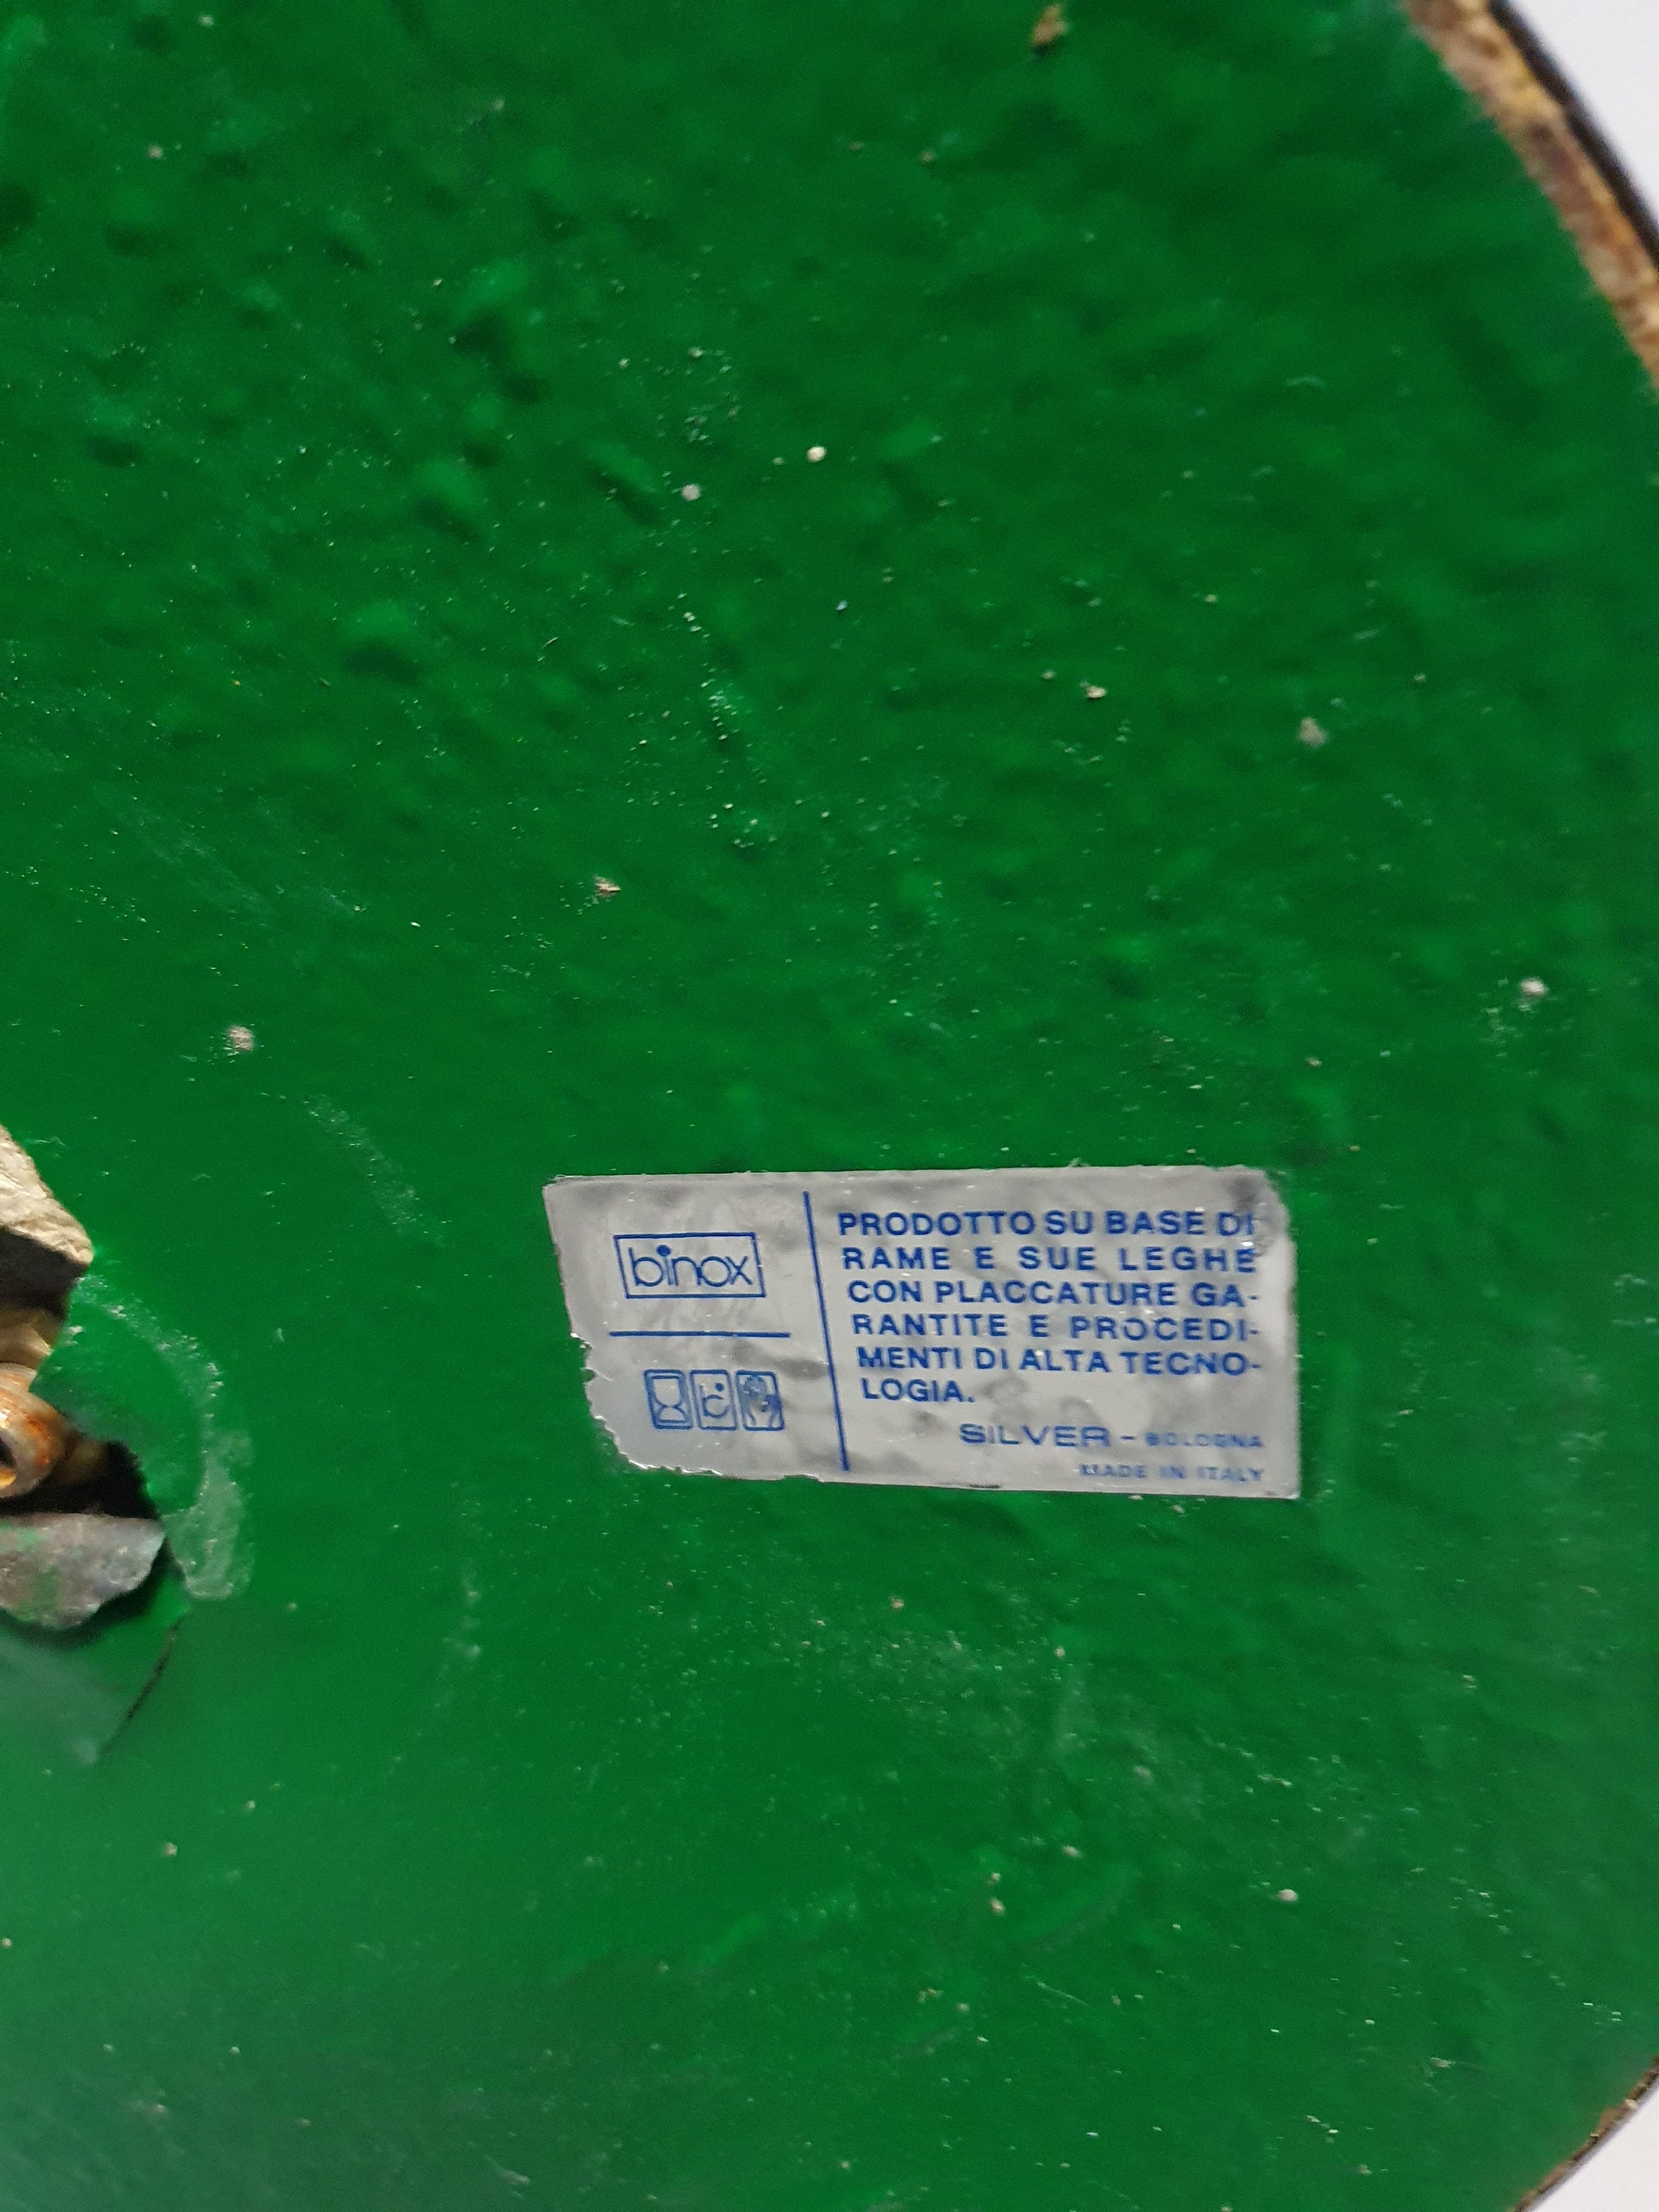 binox
PRODOTTO SU BASE DI
RAME E SUE LEGHE
CON PLACCATURE GA-
RANTITE E PROCEDI-
MENTI DI ALTA TECNO-
LOGIA.
SILVER - BOLOGNA
MADE IN ITALY